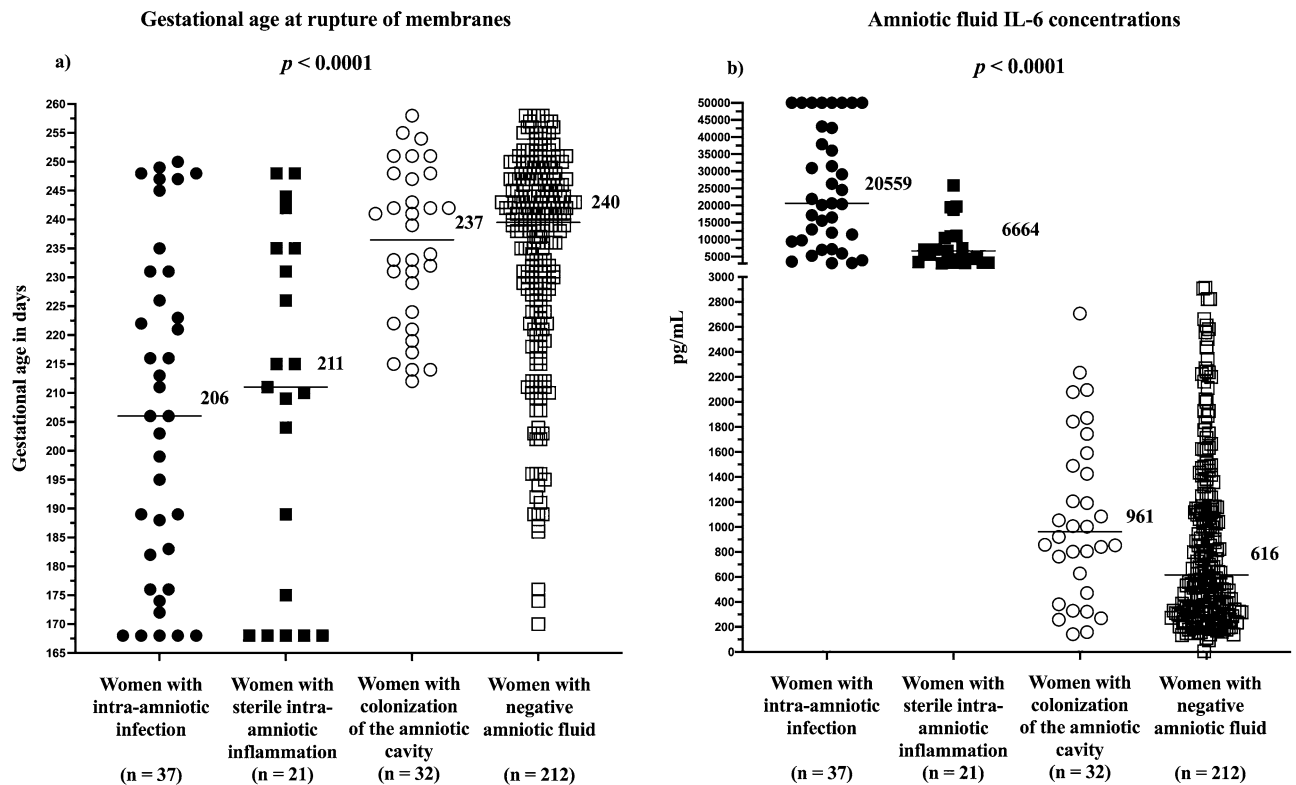 Gestational age at rupture of membranes
a)
p < 0.0001
Gestational age in days
260
255
250
245
240
235
230
225
220
215
210
205
200
195
190
185
180
175
170
165
206
211
237
240
Women with
intra-amniotic
infection
(n = 37)
Women with
sterile intra-
amniotic
inflammation
(n = 21)
Women with
colonization
of the amniotic
cavity
(n = 32)
Women with
negative
amniotic fluid
(n = 212)
Amniotic fluid IL-6 concentrations
b)
p < 0.0001
pg/mL
50000
45000
40000
35000
30000
25000
20000
15000
10000
5000
3000
2800
2600
2400
2200
2000
1800
1600
1400
1200
1000
800
600
400
200
0
20559
6664
961
616
Women with
intra-amniotic
infection
(n = 37)
Women with
sterile intra-
amniotic
inflammation
(n = 21)
Women with
colonization
of the amniotic
cavity
(n = 32)
Women with
negative
amniotic fluid
(n = 212)